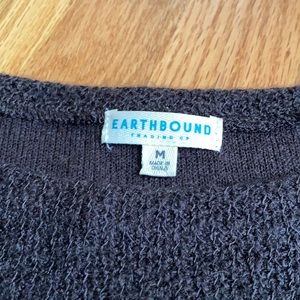 EARTHBOUND
TRADING CO
M
MADE IN
CHINA